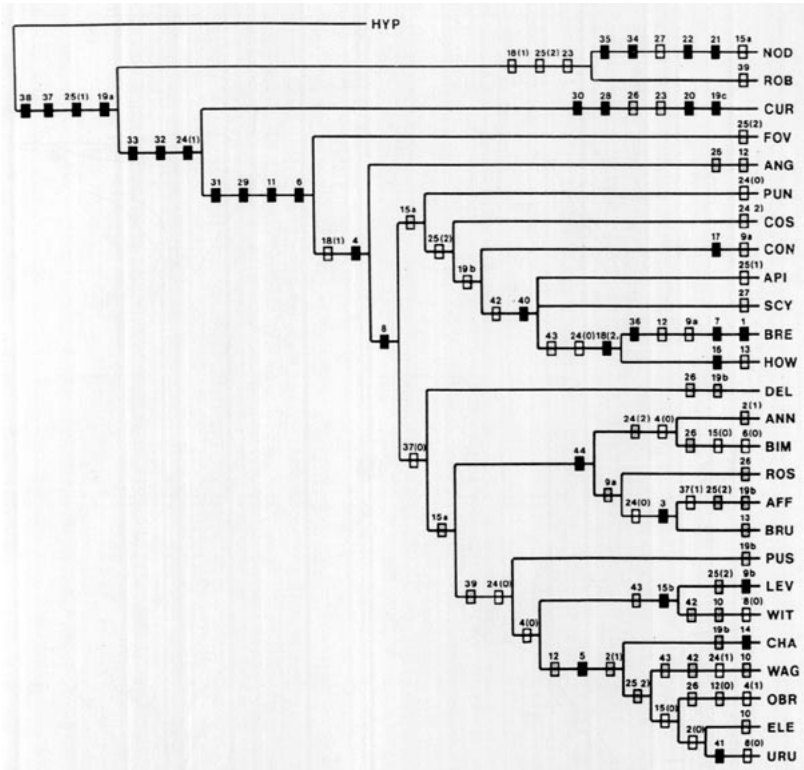 HYP
18(1) 25(2) 23 35 34 27 22 21 15a NOD
39 ROB
38 37 25(1) 19a
30 28 26 23 20 19c CUR
33 32 24(1) 25(2) FOV
26 12 ANG
31 29 11 6 24(0) PUN
15a 24 2) COS
18(1) 4 25(2) 17 9a CON
19b 25(1) API
42 40 27 SCY
8 43 24(0) 18(2, 36 12 9a 7 1 BRE
16 13 HOW
26 19b DEL
2(1) ANN
24(2) 4(0) 26 15(0) 6(0) BIM
37(0) 44 26 ROS
9a 37(1) 25(2) 19b AFF
24(0) 3 13 BRU
15a 19b PUS
39 24(0) 25(2) 9b LEV
43 15b 42 10 8(0) WIT
4(0) 19b 14 CHA
12 5 2(1) 43 42 24(1) 10 WAG
25 2) 26 12(0) 4(1) OBR
15(0) 10 ELE
2(0) 41 URU